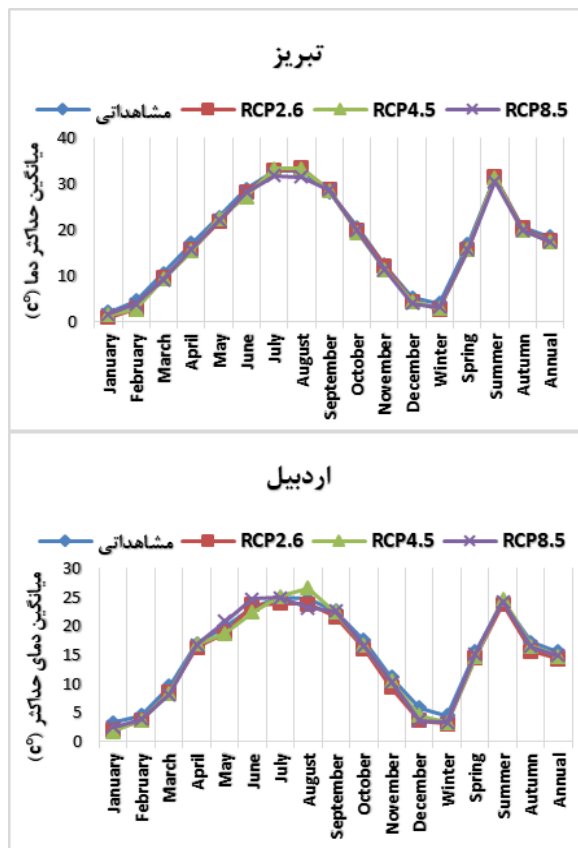 تبریز
مشاهداتی RCP2.6 RCP4.5 RCP8.5
میانگین حداکثر دما (c°)
40
30
20
10
0
January
February
March
April
May
June
July
August
September
October
November
December
Winter
Spring
Summer
Autumn
Annual
اردبیل
مشاهداتی RCP2.6 RCP4.5 RCP8.5
میانگین دمای حداکثر (c°)
30
25
20
15
10
5
0
January
February
March
April
May
June
July
August
September
October
November
December
Winter
Spring
Summer
Autumn
Annual